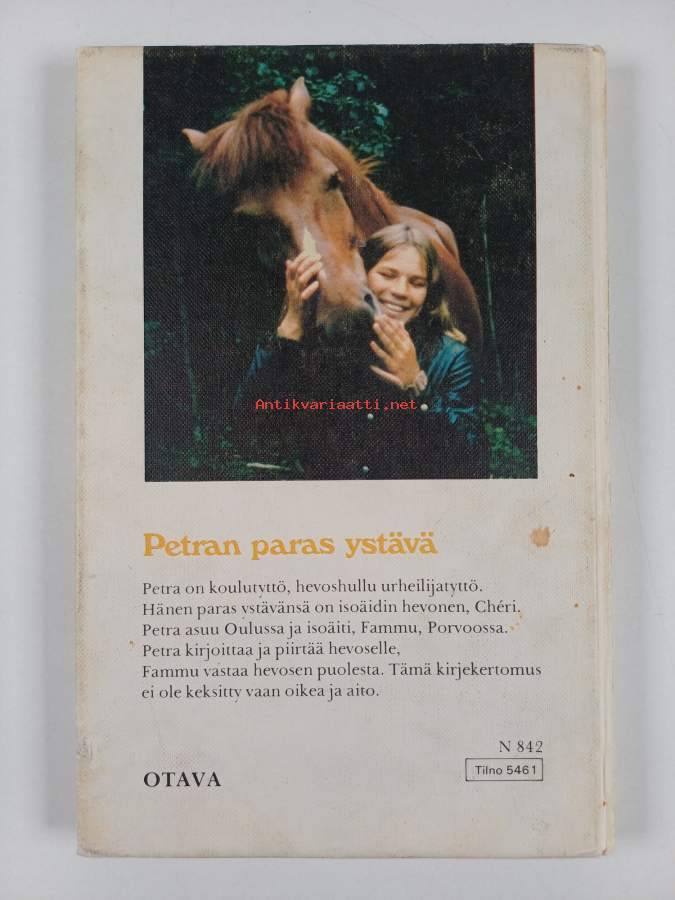 Antikvariaatti.net
Petran paras ystävä
Petra on koulutyttö, hevoshullu urheilijatyttö.
Hänen paras ystävänsä on isoäidin hevonen, Chéri.
Petra asuu Oulussa ja isoäiti, Fammu, Porvoossa.
Petra kirjoittaa ja piirtää hevoselle,
Fammu vastaa hevosen puolesta. Tämä kirjekertomus
ei ole keksitty vaan oikea ja aito.
N 842
OTAVA
Tilno 5461